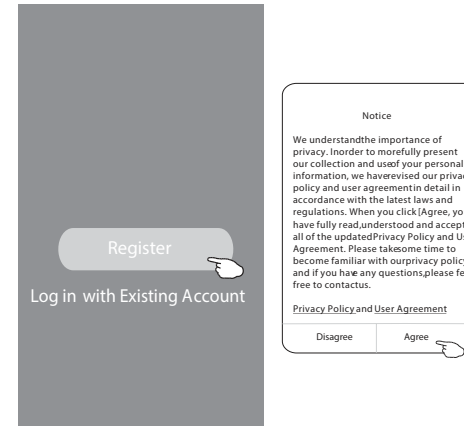 Register
Log in with Existing Account
Notice
We understandthe importance of
privacy. Inorder to morefully present
our collection and useof your personal
information, we haverevised our privac
policy and user agreementin detail in
accordance with the latest laws and
regulations. When you click [Agree, yo
have fully read,understood and accept
all of the updatedPrivacy Policy and Us
Agreement. Please takesome time to
become familiar with ourprivacy policy
and if you have any questions,please fe
free to contactus.
Privacy Policy and User Agreement
Disagree
Agree